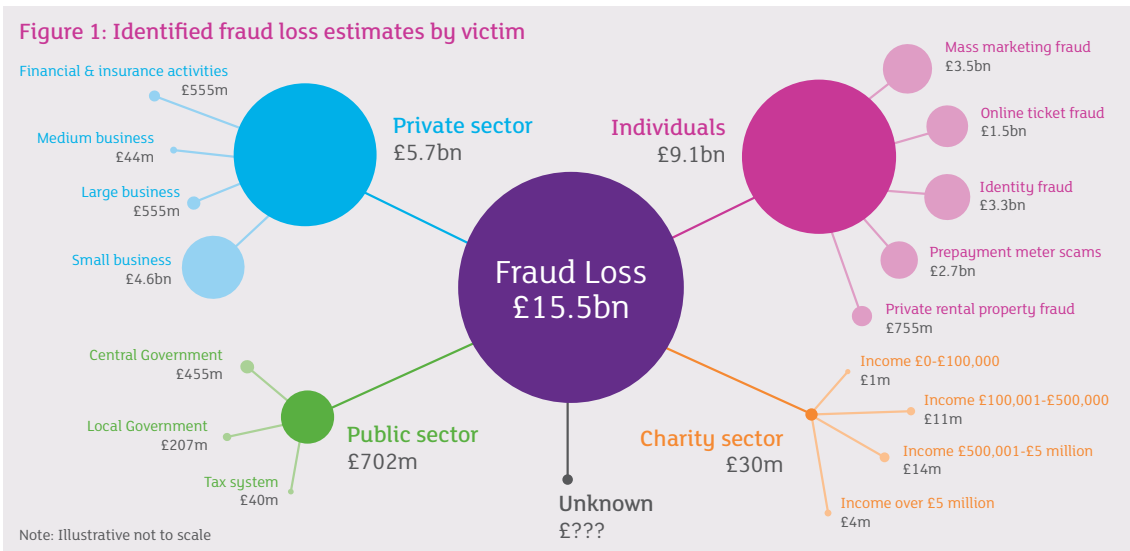 Figure 1: Identified fraud loss estimates by victim
Financial & insurance activities
£555m
Medium business
£44m
Large business
£555m
Small business
£4.6bn
Private sector
£5.7bn
Individuals
£9.1bn
Mass marketing fraud
£3.5bn
Online ticket fraud
£1.5bn
Identity fraud
£3.3bn
Prepayment meter scams
£2.7bn
Private rental property fraud
£755m
Fraud Loss
£15.5bn
Central Government
£455m
Local Government
£207m
Tax system
£40m
Public sector
£702m
Unknown
£???
Charity sector
£30m
Income £0-£100,000
£1m
Income £100,001-£500,000
£11m
Income £500,001-£5 million
£14m
Income over £5 million
£4m
Note: Illustrative not to scale